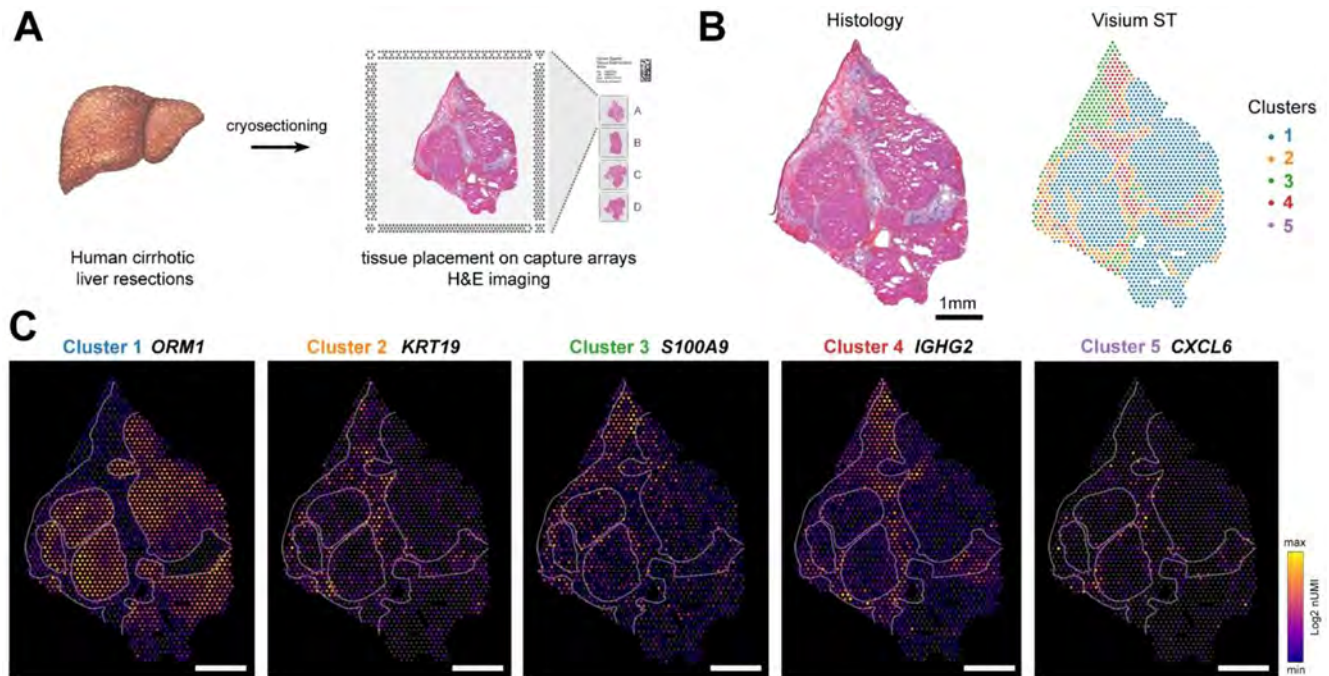 A
cryosectioning
Human cirrhotic
liver resections
A
B
C
D
tissue placement on capture arrays
H&E imaging
B
Histology
Visium ST
1mm
Clusters
1
2
3
4
5
C
Cluster 1 ORM1
Cluster 2 KRT19
Cluster 3 S100A9
Cluster 4 IGHG2
Cluster 5 CXCL6
max
Log2 nUMI
min